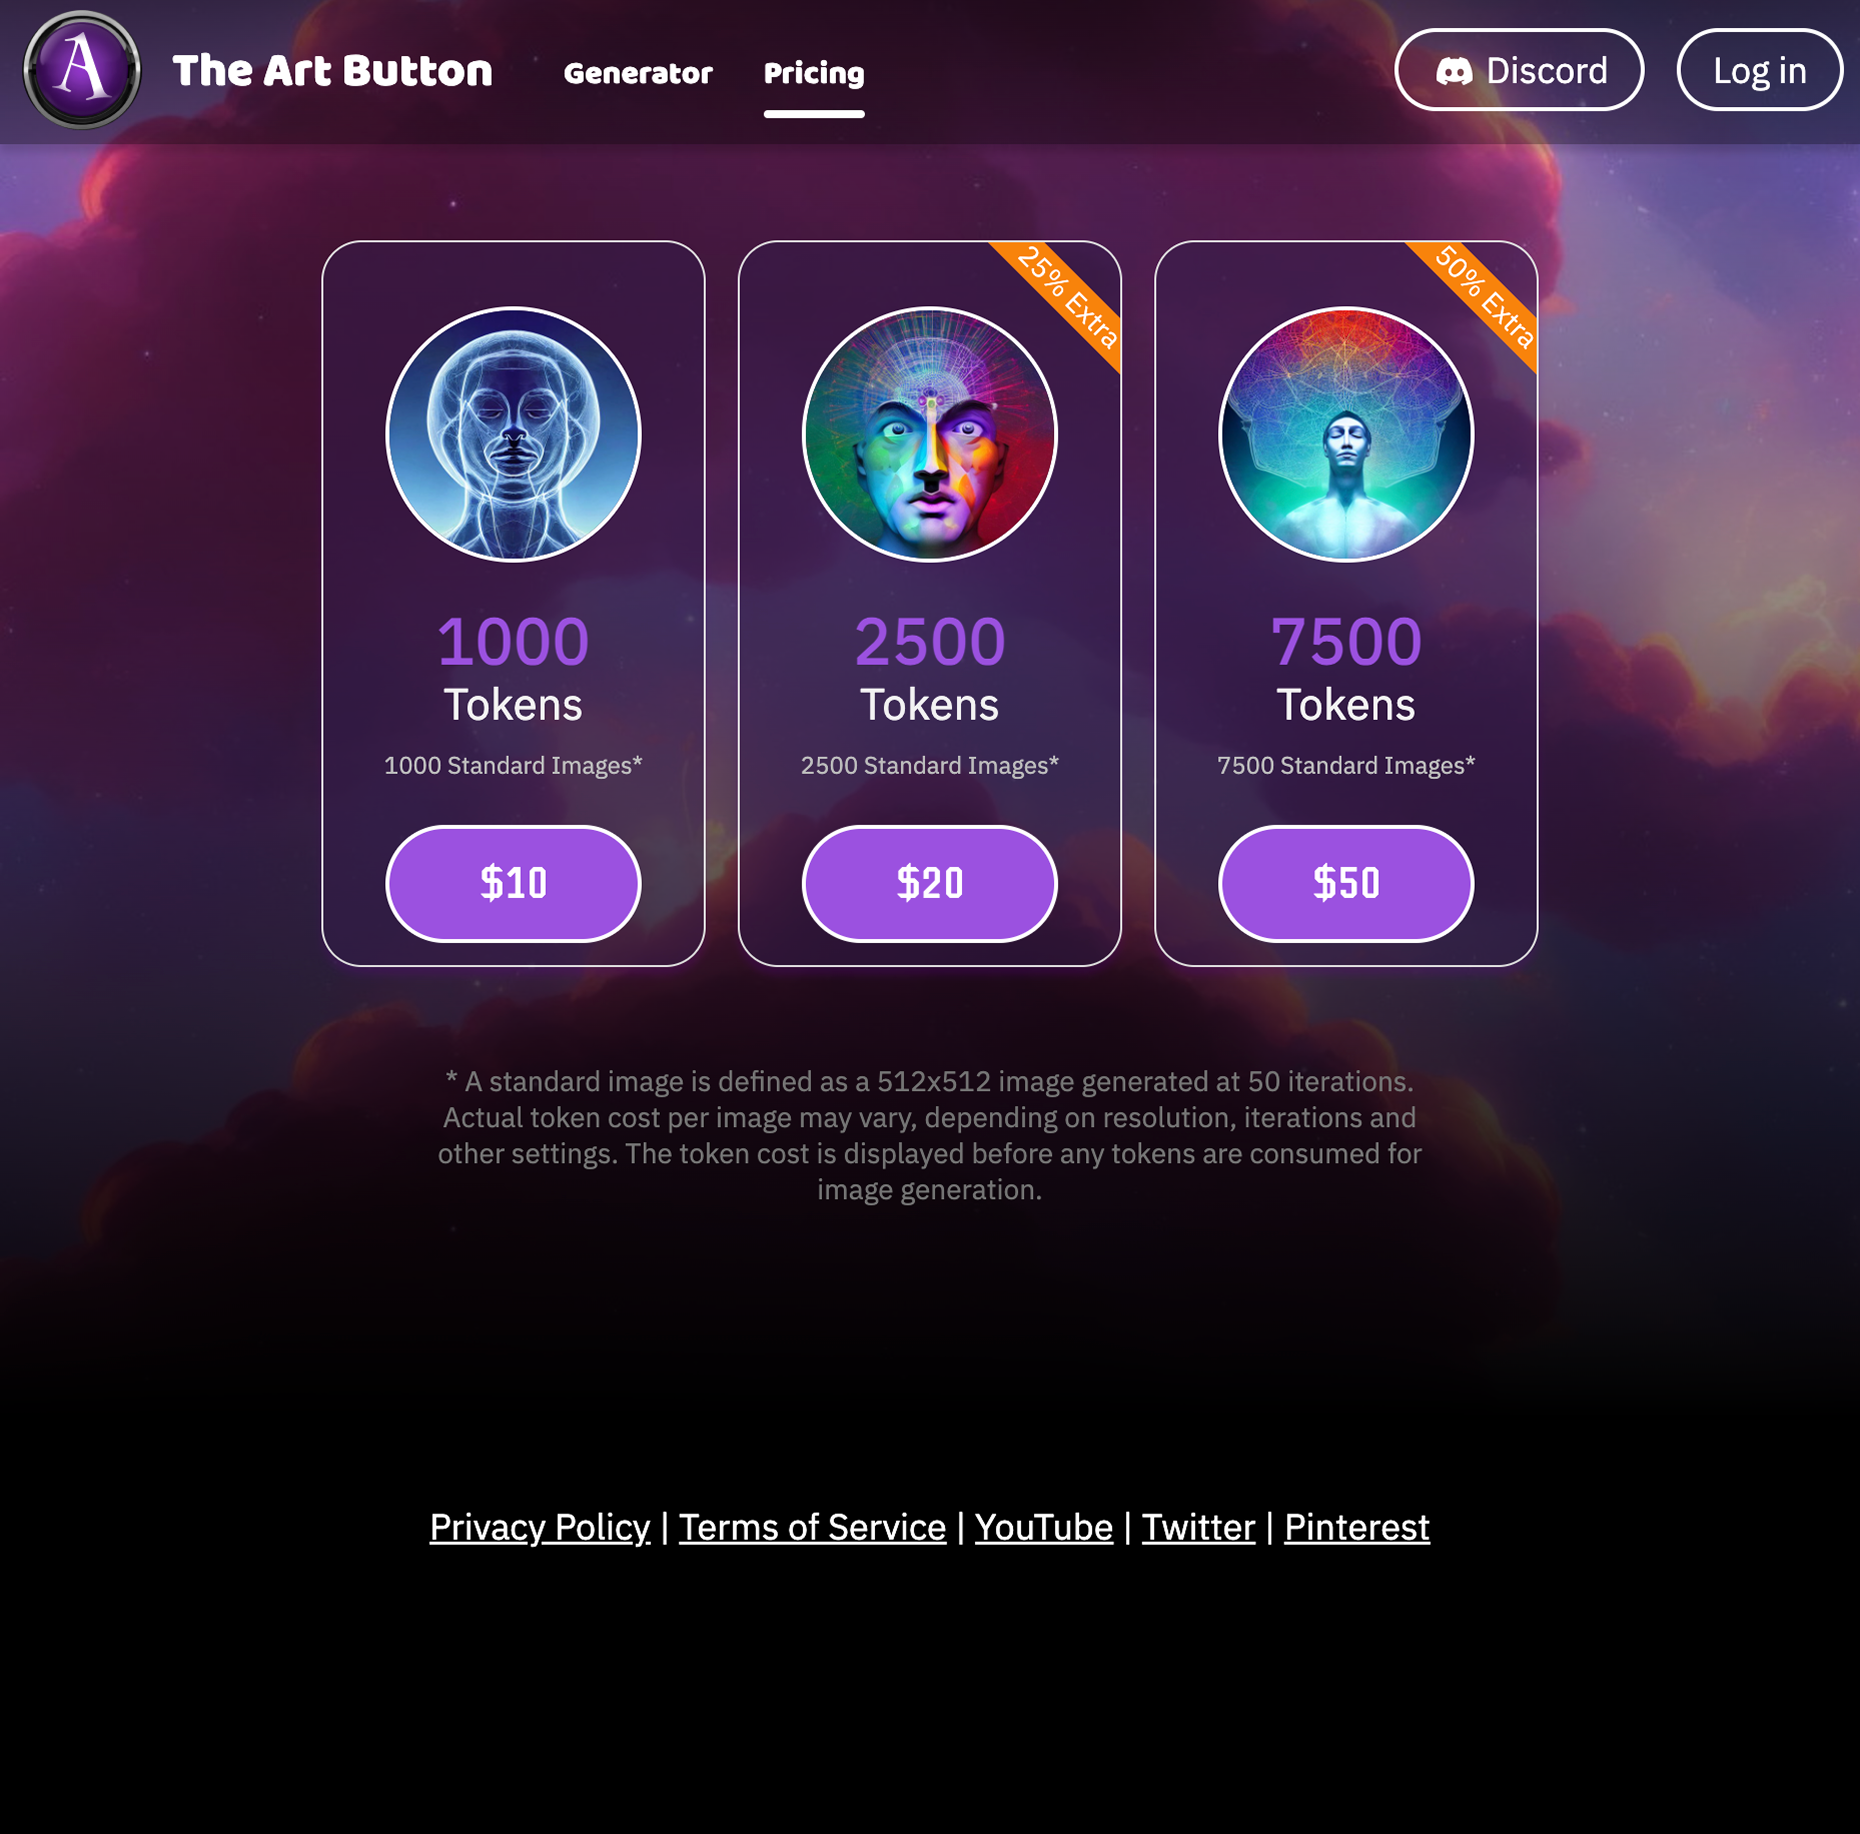 A
The Art Button
Generator
Pricing
Discord
Log in
1000
Tokens
1000 Standard Images*
$10
25% Extra
2500
Tokens
2500 Standard Images*
$20
50% Extra
7500
Tokens
7500 Standard Images*
$50
* A standard image is defined as a 512x512 image generated at 50 iterations.
Actual token cost per image may vary, depending on resolution, iterations and
other settings. The token cost is displayed before any tokens are consumed for
image generation.
Privacy Policy | Terms of Service | YouTube | Twitter | Pinterest